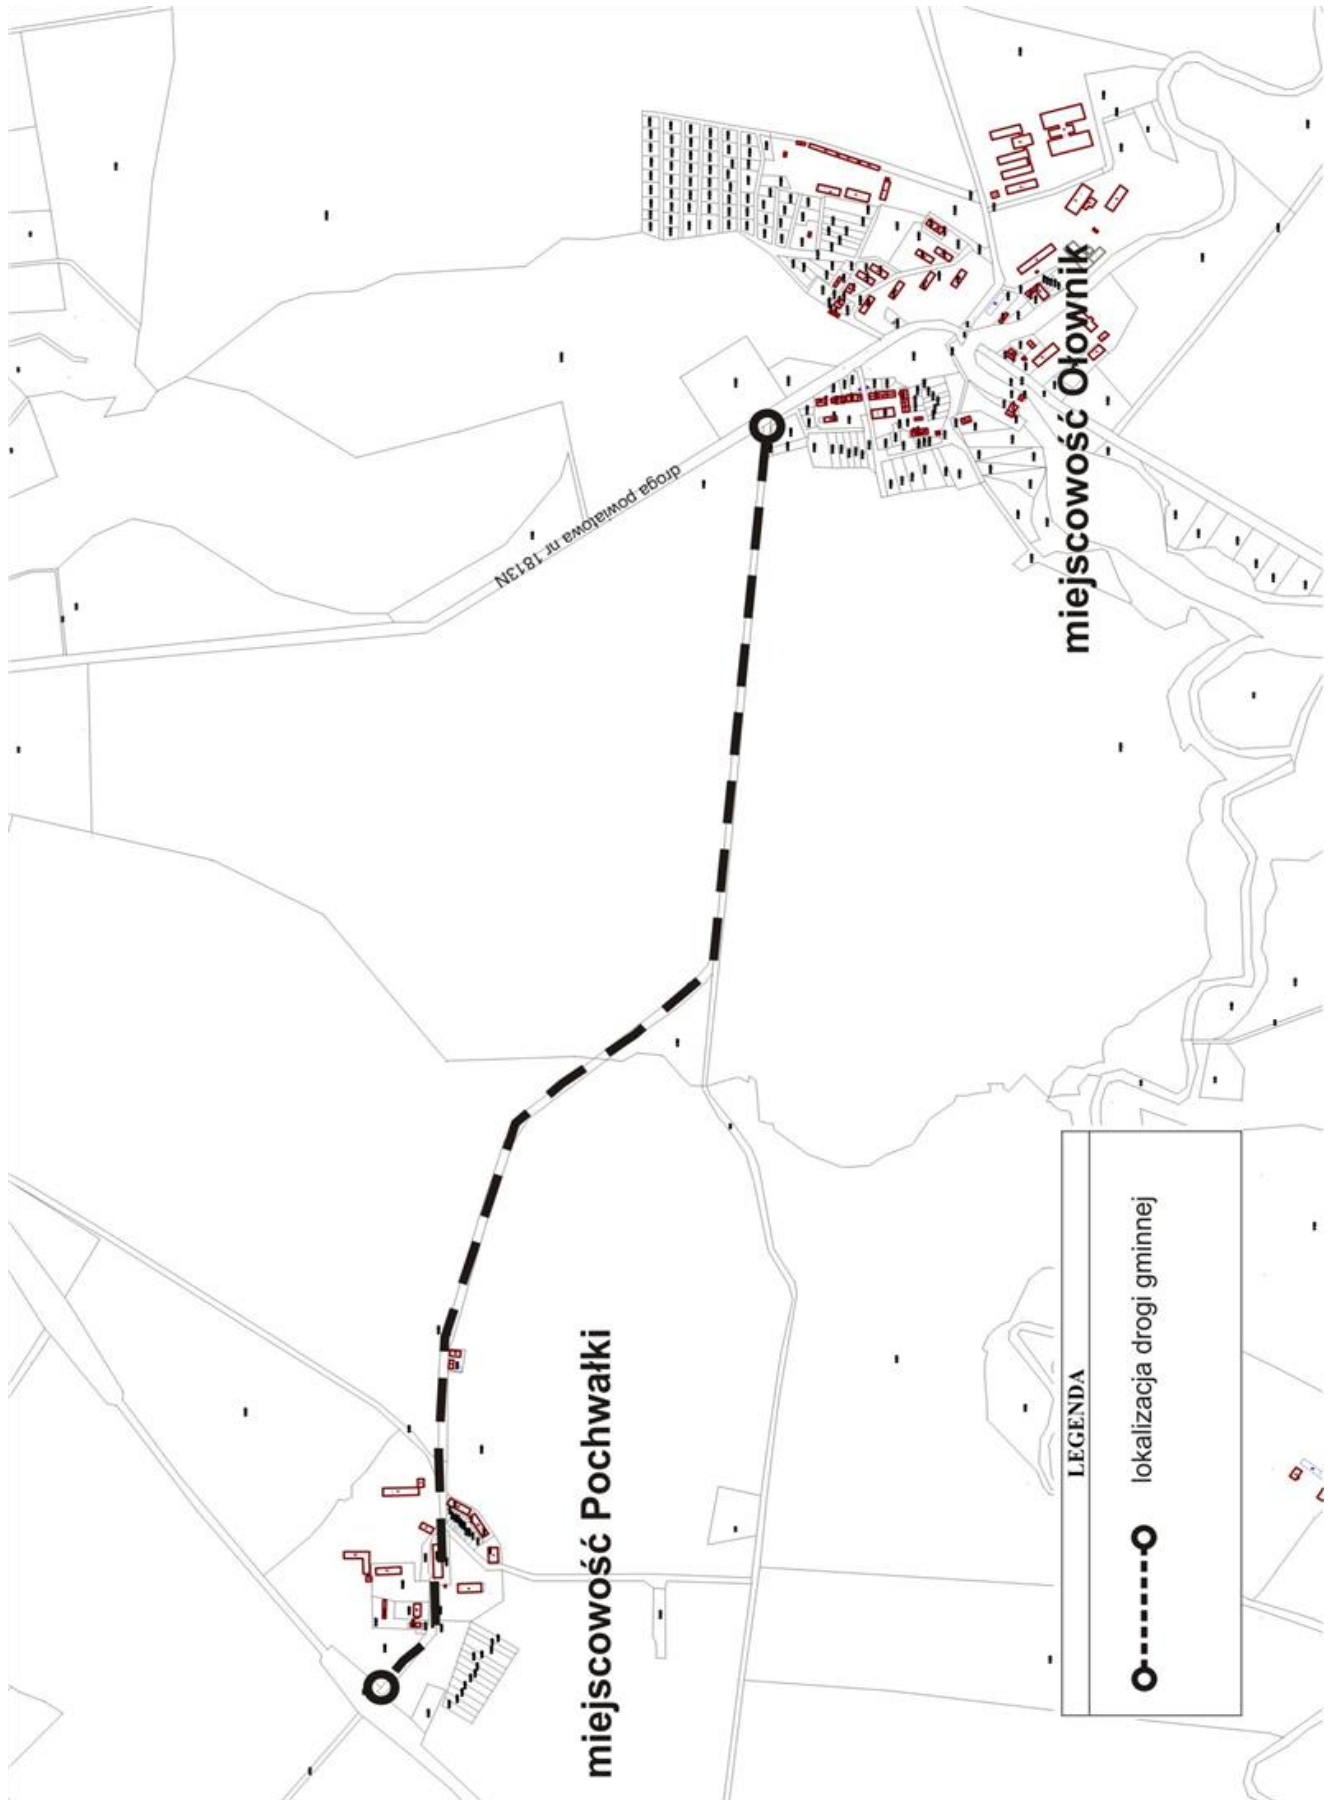 droga powiatowa nr 1813N
miejscowość Ołownik
miejscowość Pochwałki
LEGENDA
lokalizacja drogi gminnej